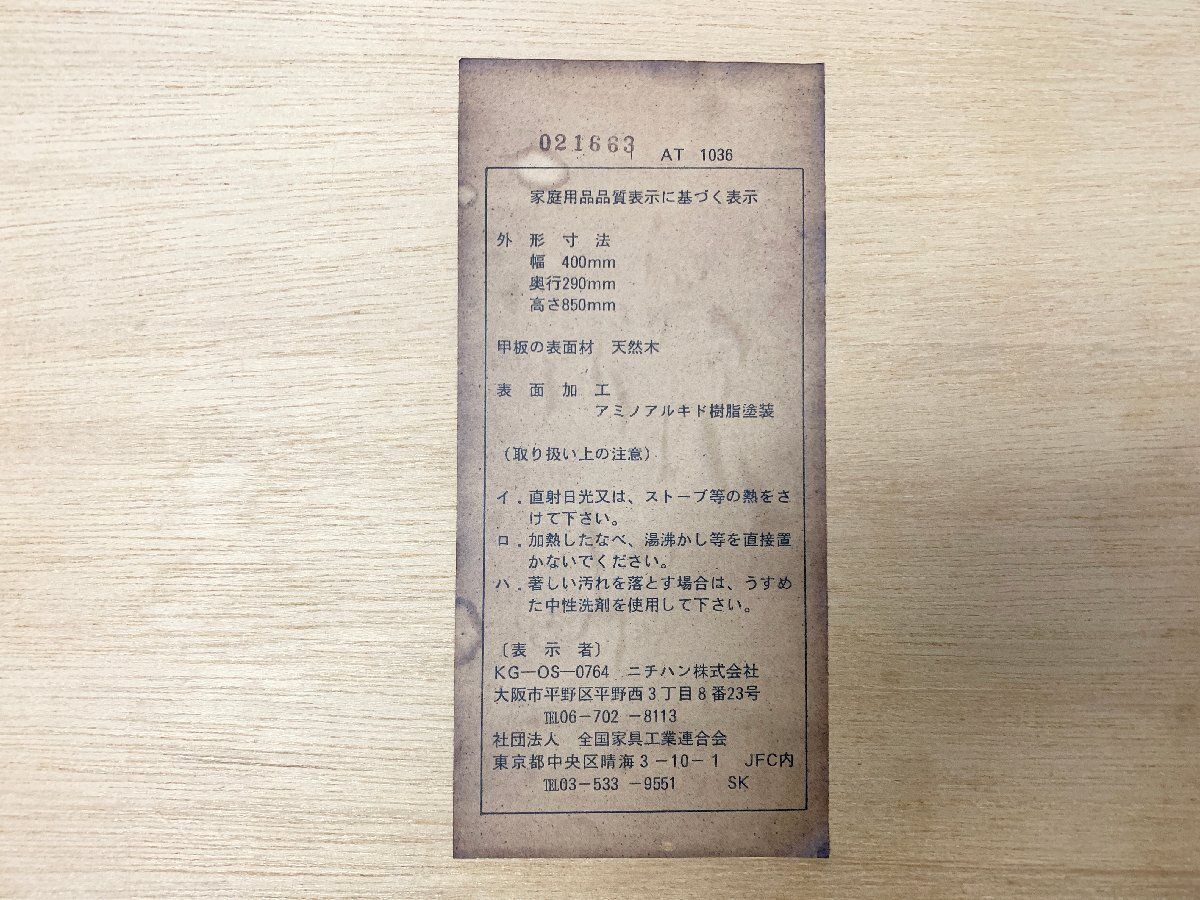 021663 AT 1036
家庭用品品質表示に基づく表示
外形寸法
幅 400mm
奥行290mm
高さ850mm
甲板の表面材 天然木
表面加工
アミノアルキド樹脂塗装
(取り扱い上の注意)
イ.直射日光又は、ストーブ等の熱をさ
けて下さい。
ロ.加熱したなべ、湯沸かし等を直接置
かないでください。
ハ.著しい汚れを落とす場合は、うすめ
た中性洗剤を使用して下さい。
〔表示者〕
KG-OS-0764 ニチハン株式会社
大阪市平野区平野西3丁目8番23号
℡06-702-8113
社団法人 全国家具工業連合会
東京都中央区晴海3-10-1 JFC内
℡03-533-9551 SK